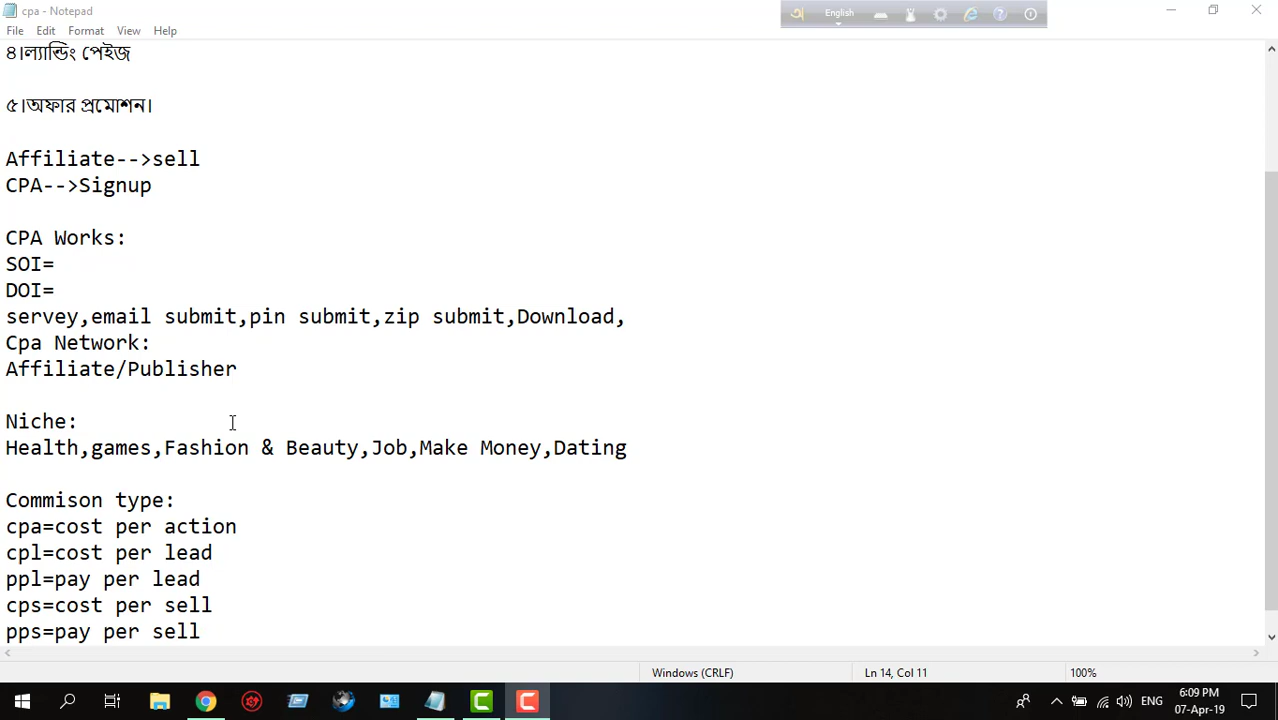 cpa - Notepad
অ English
File Edit Format View Help
৪।ল্যান্ডিং পেইজ
৫।অফার প্রমোশন।
Affiliate-->sell
CPA-->Signup
CPA Works:
SOI=
DOI=
servey,email submit,pin submit,zip submit,Download,
Cpa Network:
Affiliate/Publisher
Niche:
Health,games,Fashion & Beauty,Job,Make Money,Dating
Commison type:
cpa=cost per action
cpl=cost per lead
ppl=pay per lead
cps=cost per sell
pps=pay per sell
Windows (CRLF) Ln 14, Col 11 100%
ENG 6:09 PM
07-Apr-19